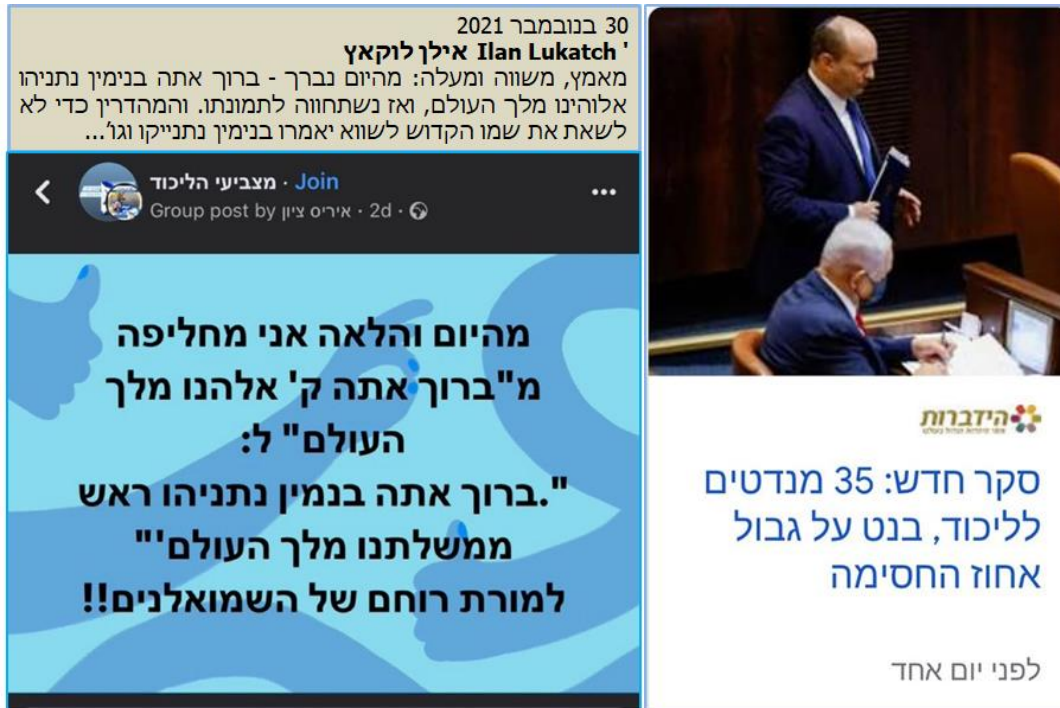 30 בנובמבר 2021
' Ilan Lukatch אילן לוקאץ
מאמץ, משווה ומעלה: מהיום נברך - ברוך אתה בנימין נתניהו
אלוהינו מלך העולם, ואז נשתחווה לתמונתו. והמהדרין כדי לא
לשאת את שמו הקדוש לשווא יאמרו בנימין נתנייקו וגו'...
מצביעי הליכוד · Join
Group post by איריס ציון · 2d ·
מהיום והלאה אני מחליפה
מ"ברוך אתה ק' אלהנו מלך
העולם" ל:
".ברוך אתה בנמין נתניהו ראש
ממשלתנו מלך העולם'"
למורת רוחם של השמואלנים!!
הידברות
סקר חדש: 35 מנדטים
לליכוד, בנט על גבול
אחוז החסימה
לפני יום אחד